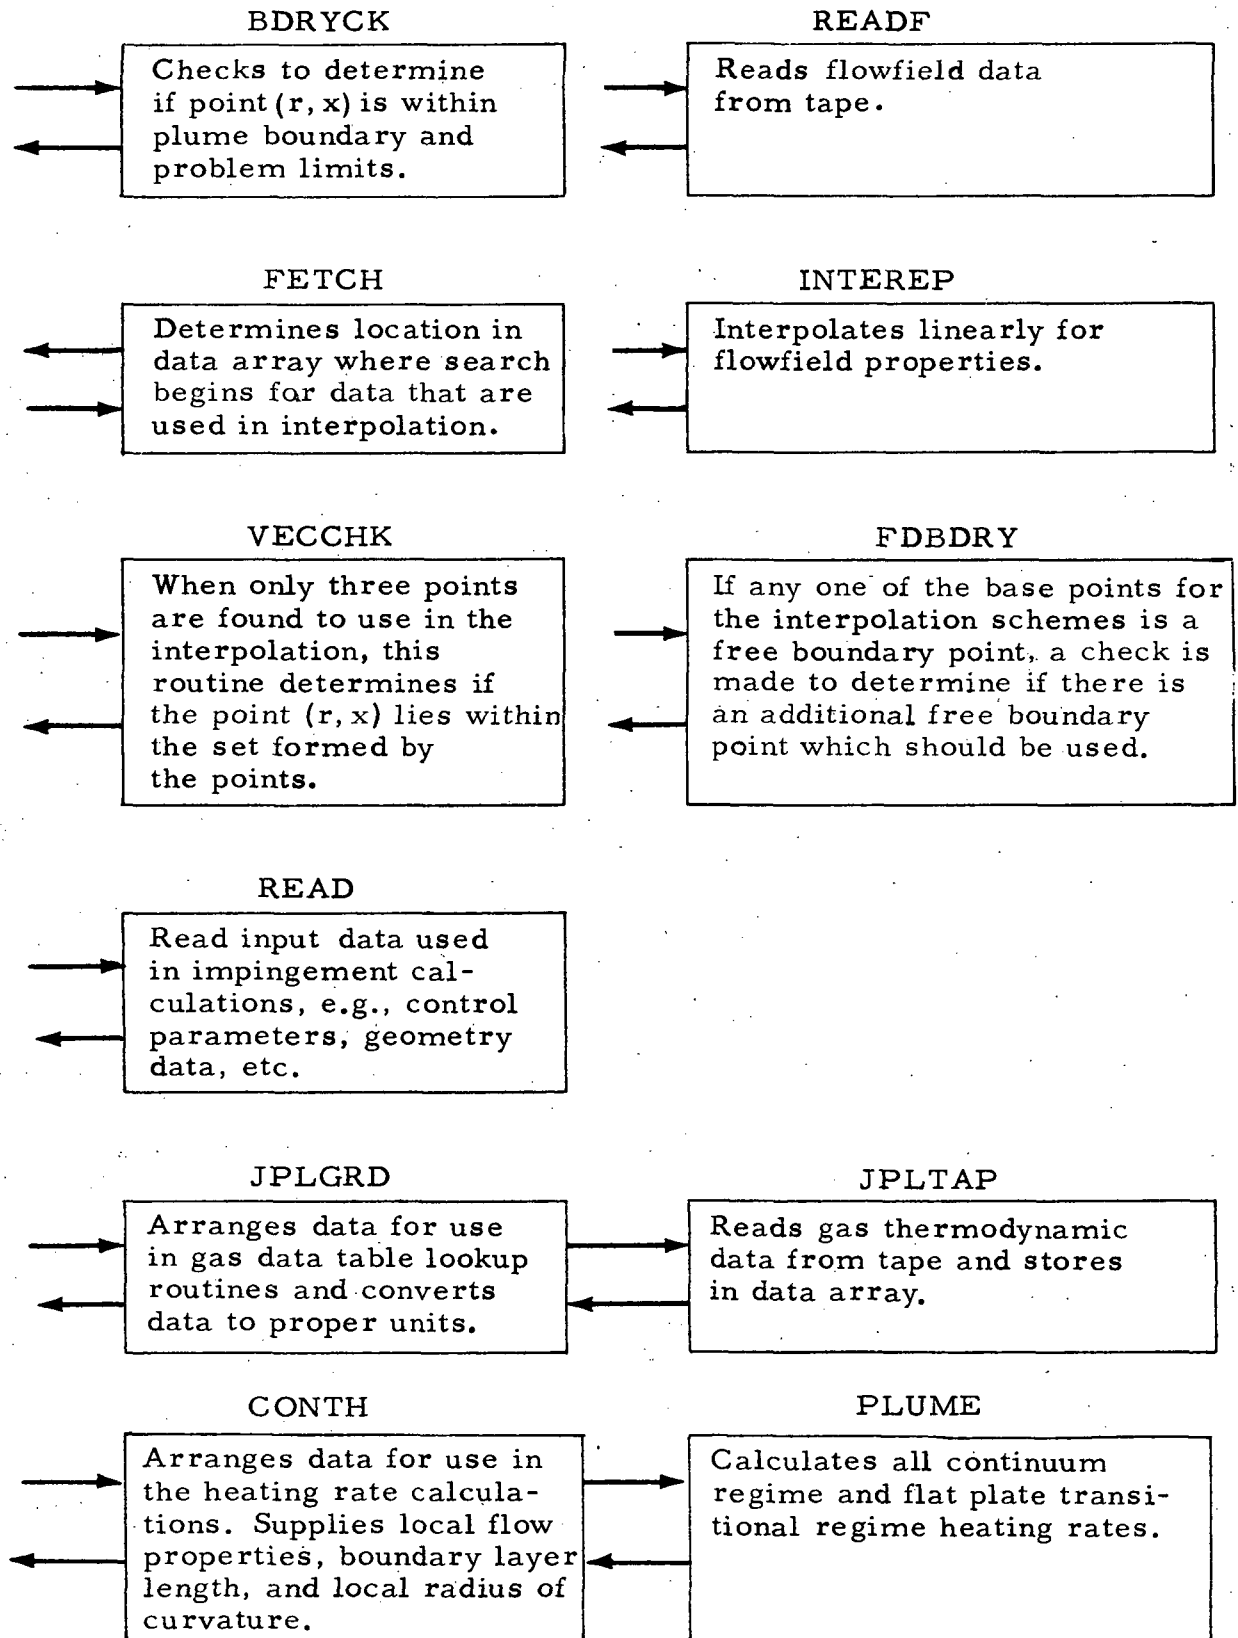 BDRYCK
Checks to determine
if point (r, x) is within
plume boundary and
problem limits.
READF
Reads flowfield data
from tape.
FETCH
Determines location in
data array where search
begins for data that are
used in interpolation.
INTEREP
Interpolates linearly for
flowfield properties.
VECCHK
When only three points
are found to use in the
interpolation, this
routine determines if
the point (r, x) lies within
the set formed by
the points.
FDBDRY
If any one of the base points for
the interpolation schemes is a
free boundary point, a check is
made to determine if there is
an additional free boundary
point which should be used.
READ
Read input data used
in impingement cal-
culations, e.g., control
parameters, geometry
data, etc.
JPLGRD
Arranges data for use
in gas data table lookup
routines and converts
data to proper units.
JPLTAP
Reads gas thermodynamic
data from tape and stores
in data array.
CONTH
Arranges data for use in
the heating rate calcula-
tions. Supplies local flow
properties, boundary layer
length, and local radius of
curvature.
PLUME
Calculates all continuum
regime and flat plate transi-
tional regime heating rates.